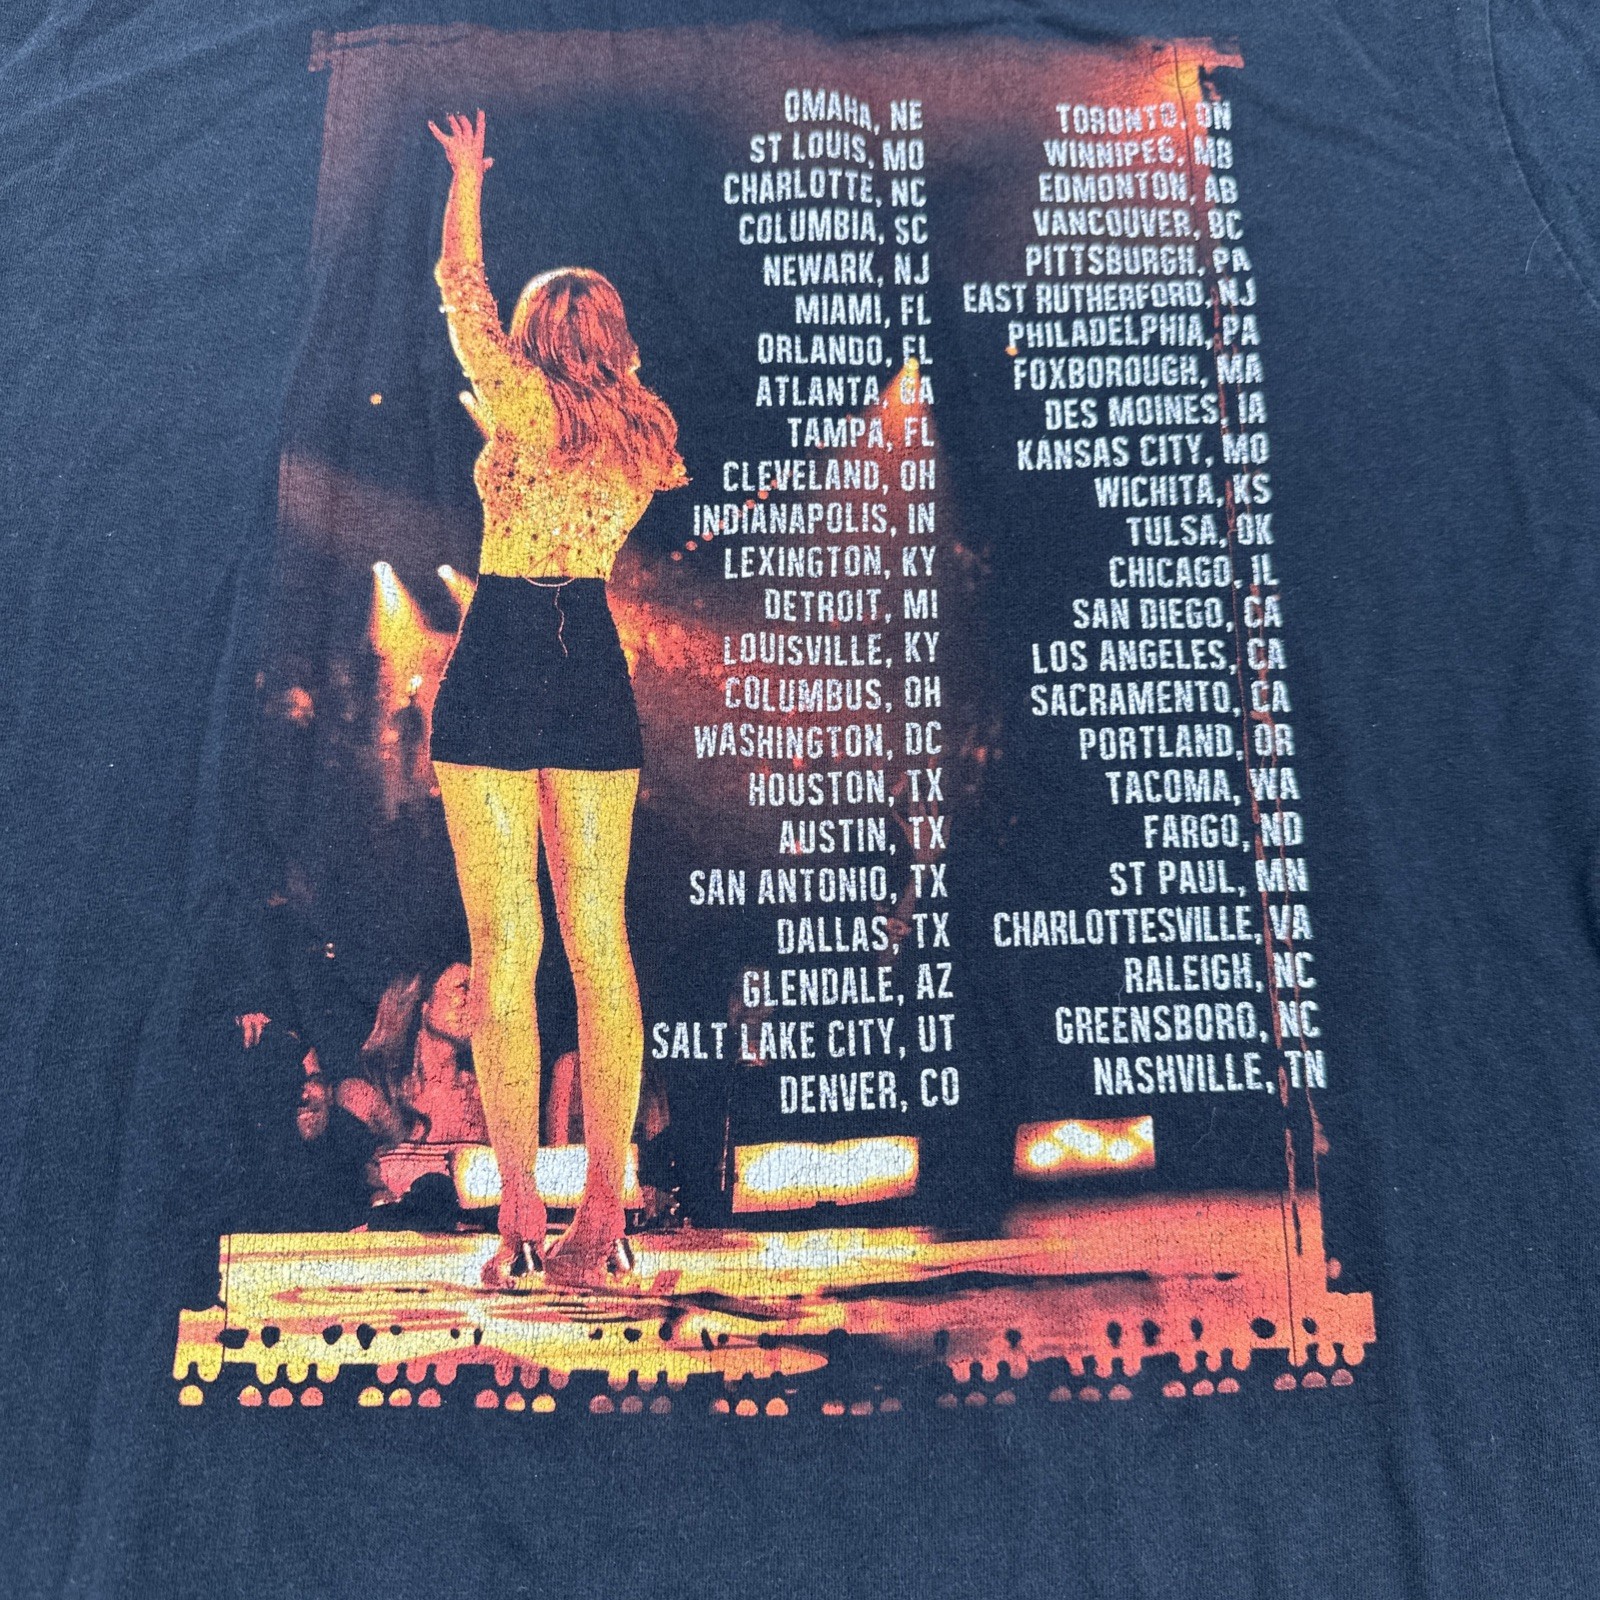 OMAHA, NE
ST LOUIS, MO
CHARLOTTE, NC
COLUMBIA, SC
NEWARK, NJ
MIAMI, FL
ORLANDO, FL
ATLANTA, GA
TAMPA, FL
CLEVELAND, OH
INDIANAPOLIS, IN
LEXINGTON, KY
DETROIT, MI
LOUISVILLE, KY
COLUMBUS, OH
WASHINGTON, DC
HOUSTON, TX
AUSTIN, TX
SAN ANTONIO, TX
DALLAS, TX
GLENDALE, AZ
SALT LAKE CITY, UT
DENVER, CO
TORONTO, ON
WINNIPEG, MB
EDMONTON, AB
VANCOUVER, BC
PITTSBURGH, PA
EAST RUTHERFORD, NJ
PHILADELPHIA, PA
FOXBOROUGH, MA
DES MOINES, IA
KANSAS CITY, MO
WICHITA, KS
TULSA, OK
CHICAGO, IL
SAN DIEGO, CA
LOS ANGELES, CA
SACRAMENTO, CA
PORTLAND, OR
TACOMA, WA
FARGO, ND
ST PAUL, MN
CHARLOTTESVILLE, VA
RALEIGH, NC
GREENSBORO, NC
NASHVILLE, TN